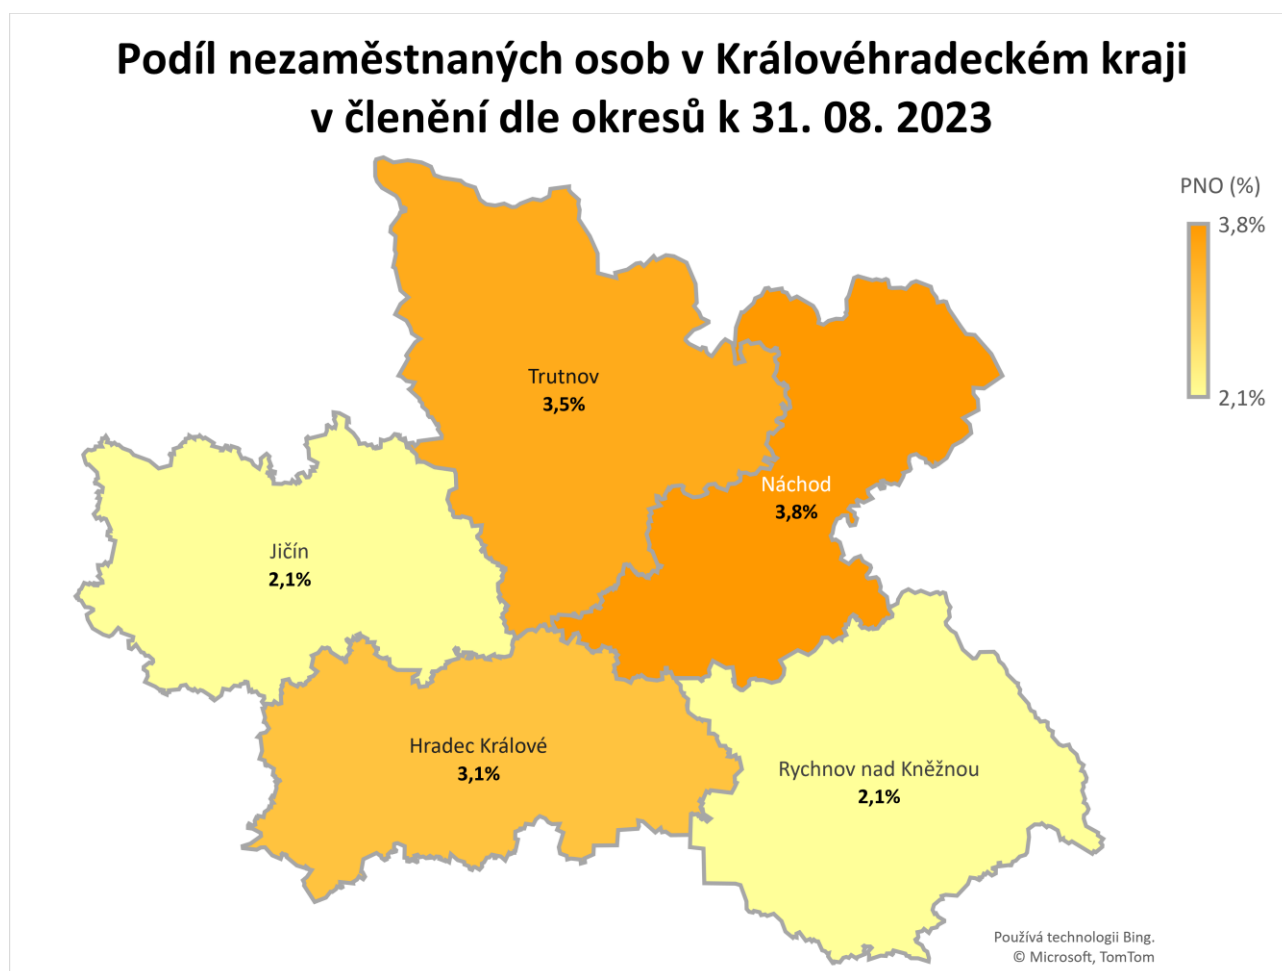 Podíl nezaměstnaných osob v Královéhradeckém kraji
v členění dle okresů k 31. 08. 2023
PNO (%)
3,8%
2,1%
Trutnov
3,5%
Náchod
3,8%
Jičín
2,1%
Hradec Králové
3,1%
Rychnov nad Kněžnou
2,1%
Používá technologii Bing.
© Microsoft, TomTom